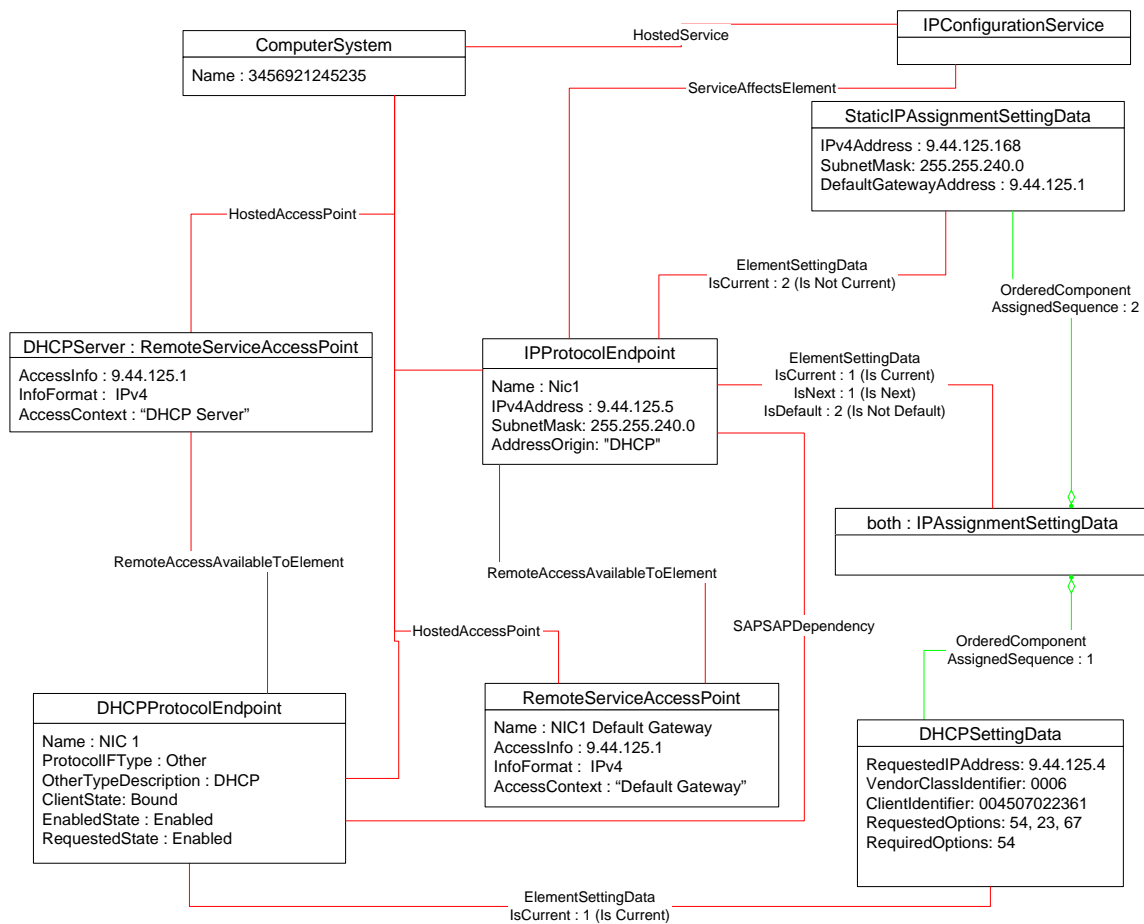 HostedService
IPConfigurationService
ComputerSystem
Name : 3456921245235
ServiceAffectsElement
StaticIPAssignmentSettingData
IPv4Address : 9.44.125.168
SubnetMask: 255.255.240.0
DefaultGatewayAddress : 9.44.125.1
HostedAccessPoint
ElementSettingData
IsCurrent : 2 (Is Not Current)
OrderedComponent
AssignedSequence : 2
DHCPServer : RemoteServiceAccessPoint
AccessInfo : 9.44.125.1
InfoFormat :  IPv4
AccessContext : “DHCP Server”
IPProtocolEndpoint
Name : Nic1
IPv4Address : 9.44.125.5
SubnetMask: 255.255.240.0
AddressOrigin: "DHCP"
ElementSettingData
IsCurrent : 1 (Is Current)
IsNext : 1 (Is Next)
IsDefault : 2 (Is Not Default)
both : IPAssignmentSettingData
RemoteAccessAvailableToElement
RemoteAccessAvailableToElement
HostedAccessPoint
SAPSAPDependency
OrderedComponent
AssignedSequence : 1
DHCPProtocolEndpoint
Name : NIC 1
ProtocolIFType : Other
OtherTypeDescription : DHCP
ClientState: Bound
EnabledState : Enabled
RequestedState : Enabled
RemoteServiceAccessPoint
Name : NIC1 Default Gateway
AccessInfo : 9.44.125.1
InfoFormat :  IPv4
AccessContext : “Default Gateway”
DHCPSettingData
RequestedIPAddress: 9.44.125.4
VendorClassIdentifier: 0006
ClientIdentifier: 004507022361
RequestedOptions: 54, 23, 67
RequiredOptions: 54
ElementSettingData
IsCurrent : 1 (Is Current)